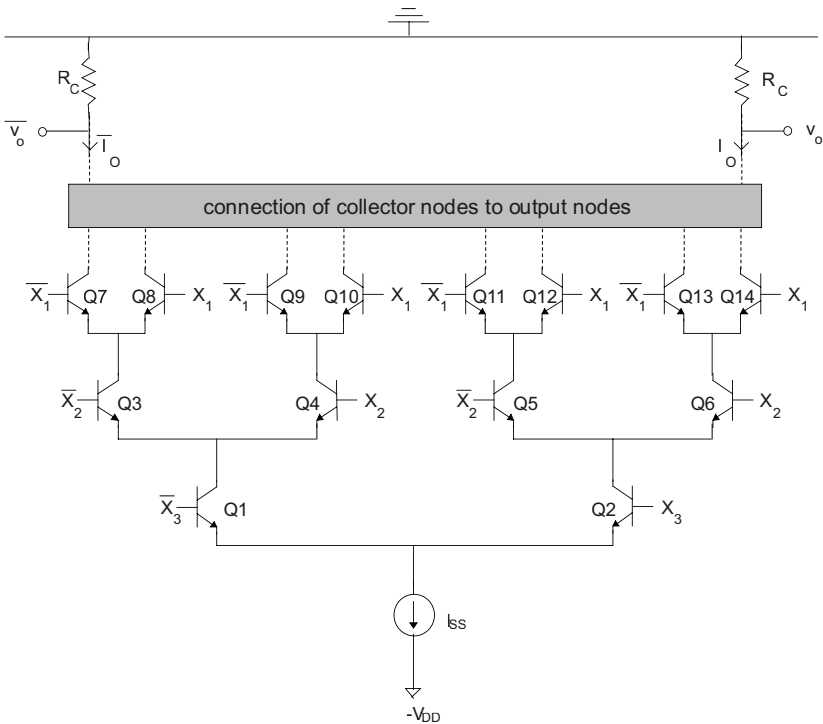 R_C R_C
v̅_o I̅_O I_O v_o
connection of collector nodes to output nodes
X̅_1 Q7 Q8 X_1 X̅_1 Q9 Q10 X_1 X̅_1 Q11 Q12 X_1 X̅_1 Q13 Q14 X_1
X̅_2 Q3 Q4 X_2 X̅_2 Q5 Q6 X_2
X̅_3 Q1 Q2 X_3
I_SS
-V_DD